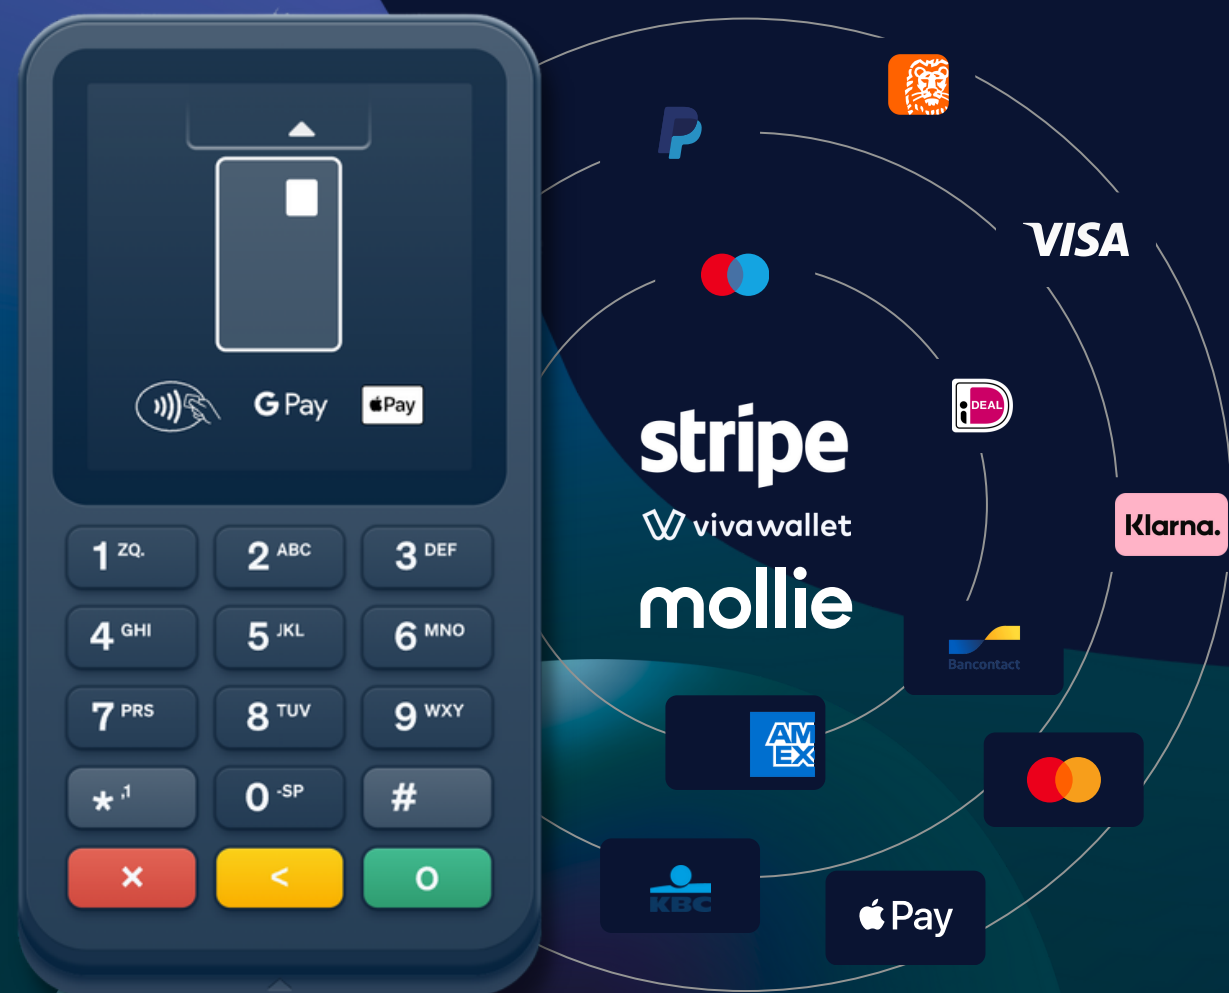 G Pay
Pay
1 ZQ.
2 ABC
3 DEF
4 GHI
5 JKL
6 MNO
7 PRS
8 TUV
9 WXY
* ,1
0 -SP
#
×
<
O
VISA
iDEAL
stripe
Klarna.
vivawallet
mollie
Bancontact
AM
EX
KBC
Pay